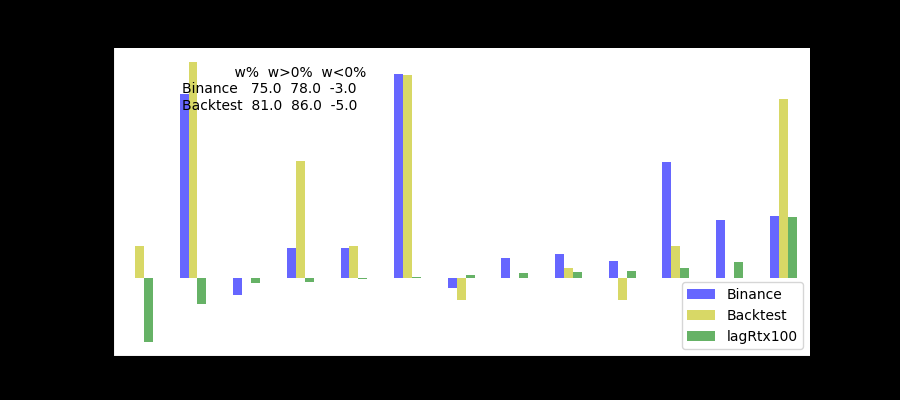 w% w>0% w<0%
Binance 75.0 78.0 -3.0
Backtest 81.0 86.0 -5.0
Binance
Backtest
lagRtx100